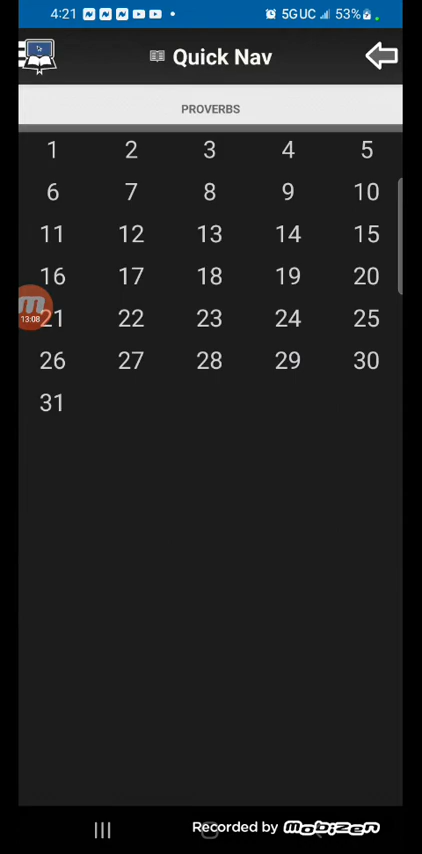 4:21 5GUC 53%
Quick Nav
PROVERBS
1 2 3 4 5
6 7 8 9 10
11 12 13 14 15
16 17 18 19 20
21 22 23 24 25
13:08
26 27 28 29 30
31
Recorded by MOBIZEN